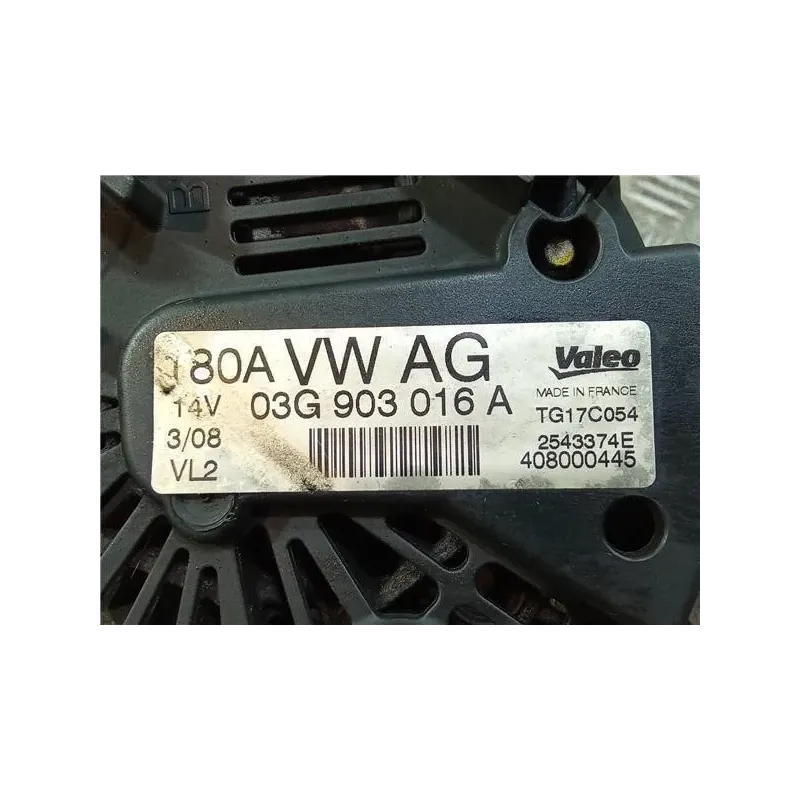 B
180A VW AG
14V 03G 903 016 A
3/08
VL2
Valeo
MADE IN FRANCE
TG17C054
2543374E
408000445